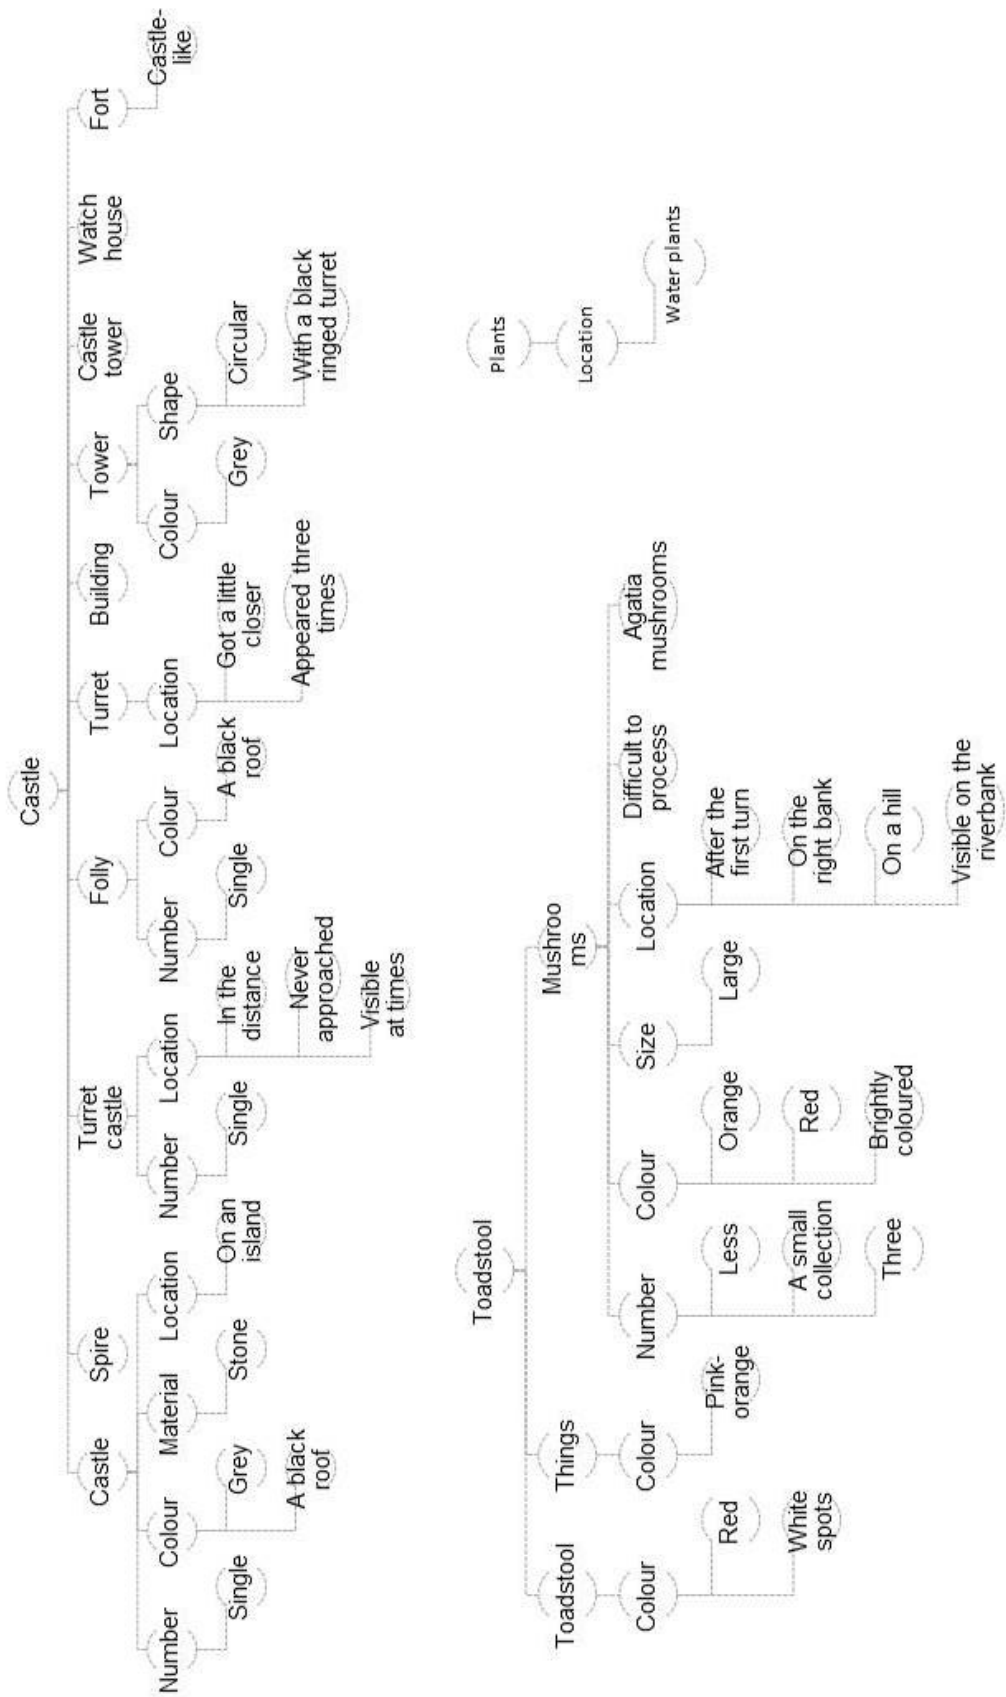 Castle
Castle
Spire
Turret
castle
Folly
Turret
Building
Tower
Castle
tower
Watch
house
Fort
Number
Colour
Material
Location
Number
Location
Number
Colour
Location
Colour
Shape
Castle-
like
Single
Grey
A black
roof
Stone
On an
island
Single
In the
distance
Never
approached
Visible
at times
Single
A black
roof
Got a little
closer
Appeared three
times
Grey
Circular
With a black
ringed turret
Toadstool
Toadstool
Things
Mushroo
ms
Colour
Colour
Number
Colour
Size
Location
Difficult to
process
Agatia
mushrooms
Red
White
spots
Pink-
orange
Less
A small
collection
Three
Orange
Red
Brightly
coloured
Large
After the
first turn
On the
right bank
On a hill
Visible on the
riverbank
Plants
Location
Water plants